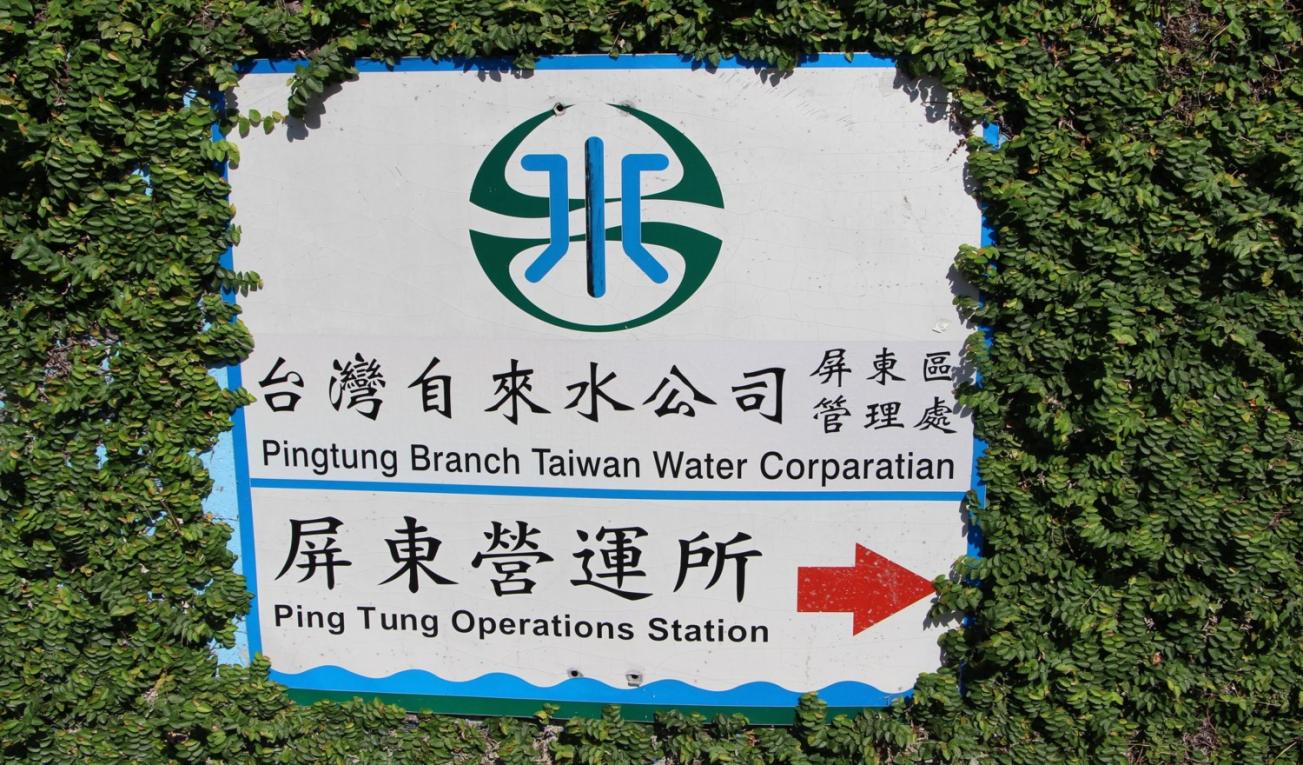 台灣自來水公司 屏東區
管理處
Pingtung Branch Taiwan Water Corparatian
屏東營運所
Ping Tung Operations Station